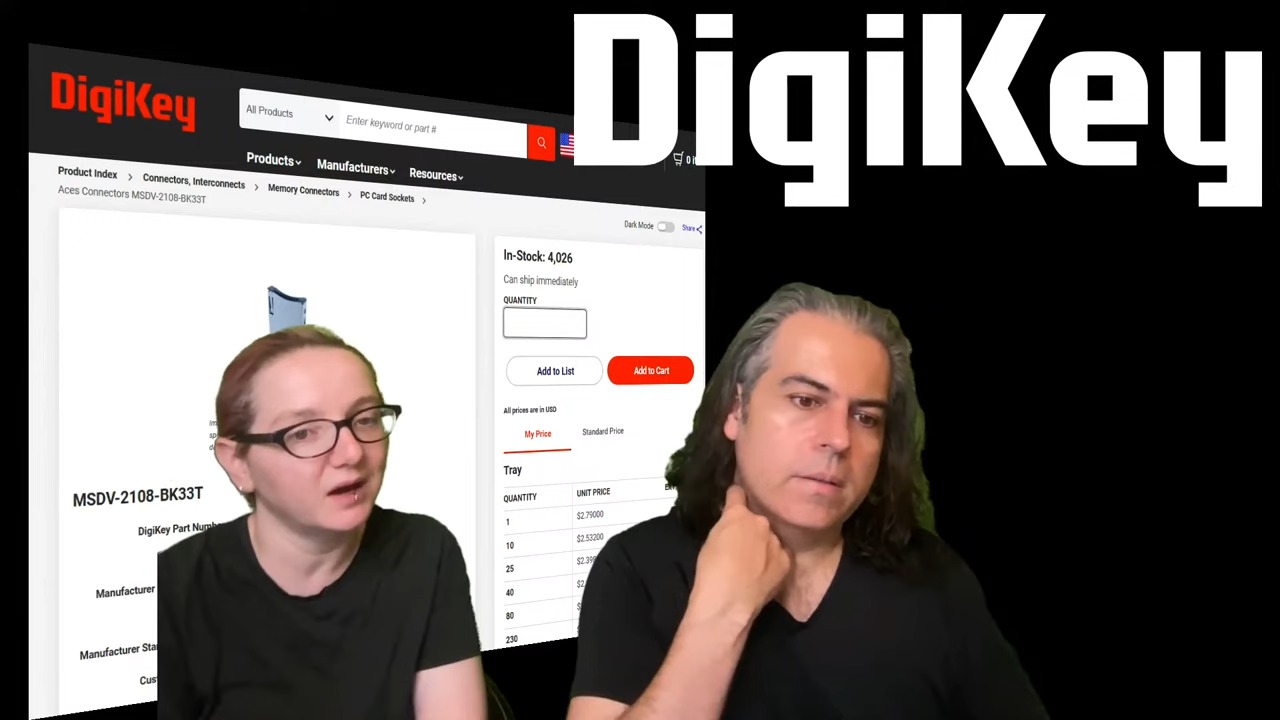 DigiKey
DigiKey
All Products
Enter keyword or part #
Products
Manufacturers
Resources
0
Product Index > Connectors, Interconnects > Memory Connectors > PC Card Sockets >
Aces Connectors MSDV-2108-BK33T
Dark Mode
Share
In-Stock: 4,026
Can ship immediately
QUANTITY
Add to List
Add to Cart
All prices are in USD
My Price
Standard Price
Tray
QUANTITY
UNIT PRICE
1
$2.79000
10
$2.53200
25
40
80
230
MSDV-2108-BK33T
DigiKey Part
Manufacturer
Manufacturer